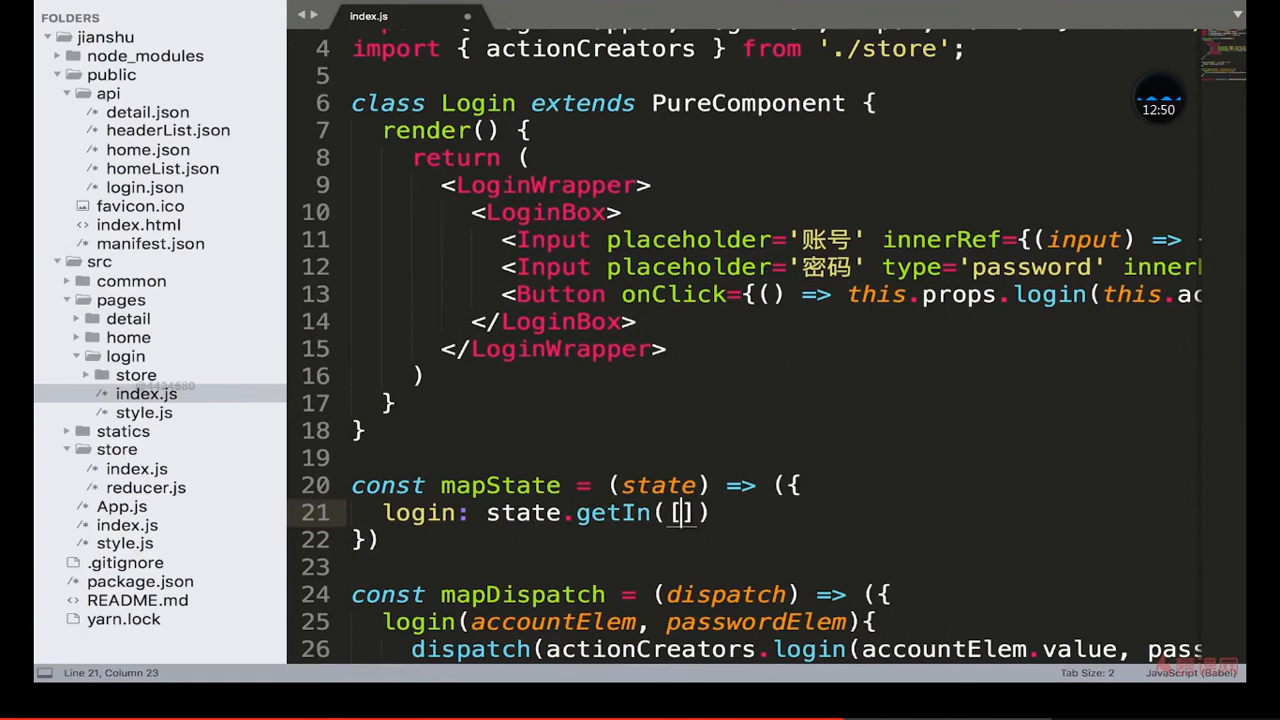 FOLDERS
jianshu
node_modules
public
api
detail.json
headerList.json
home.json
homeList.json
login.json
favicon.ico
index.html
manifest.json
src
common
pages
detail
home
login
store
@4424680
index.js
style.js
statics
store
index.js
reducer.js
App.js
index.js
style.js
.gitignore
package.json
README.md
yarn.lock
index.js
12:50
4 import { actionCreators } from './store';
5
6 class Login extends PureComponent {
7 render() {
8 return (
9 <LoginWrapper>
10 <LoginBox>
11 <Input placeholder='账号' innerRef={(input) =>
12 <Input placeholder='密码' type='password' inner
13 <Button onClick={() => this.props.login(this.ac
14 </LoginBox>
15 </LoginWrapper>
16 )
17 }
18 }
19
20 const mapState = (state) => ({
21 login: state.getIn([])
22 })
23
24 const mapDispatch = (dispatch) => ({
25 login(accountElem, passwordElem){
26 dispatch(actionCreators.login(accountElem.value, pass
Line 21, Column 23
Tab Size: 2
JavaScript (Babel)
慕课网